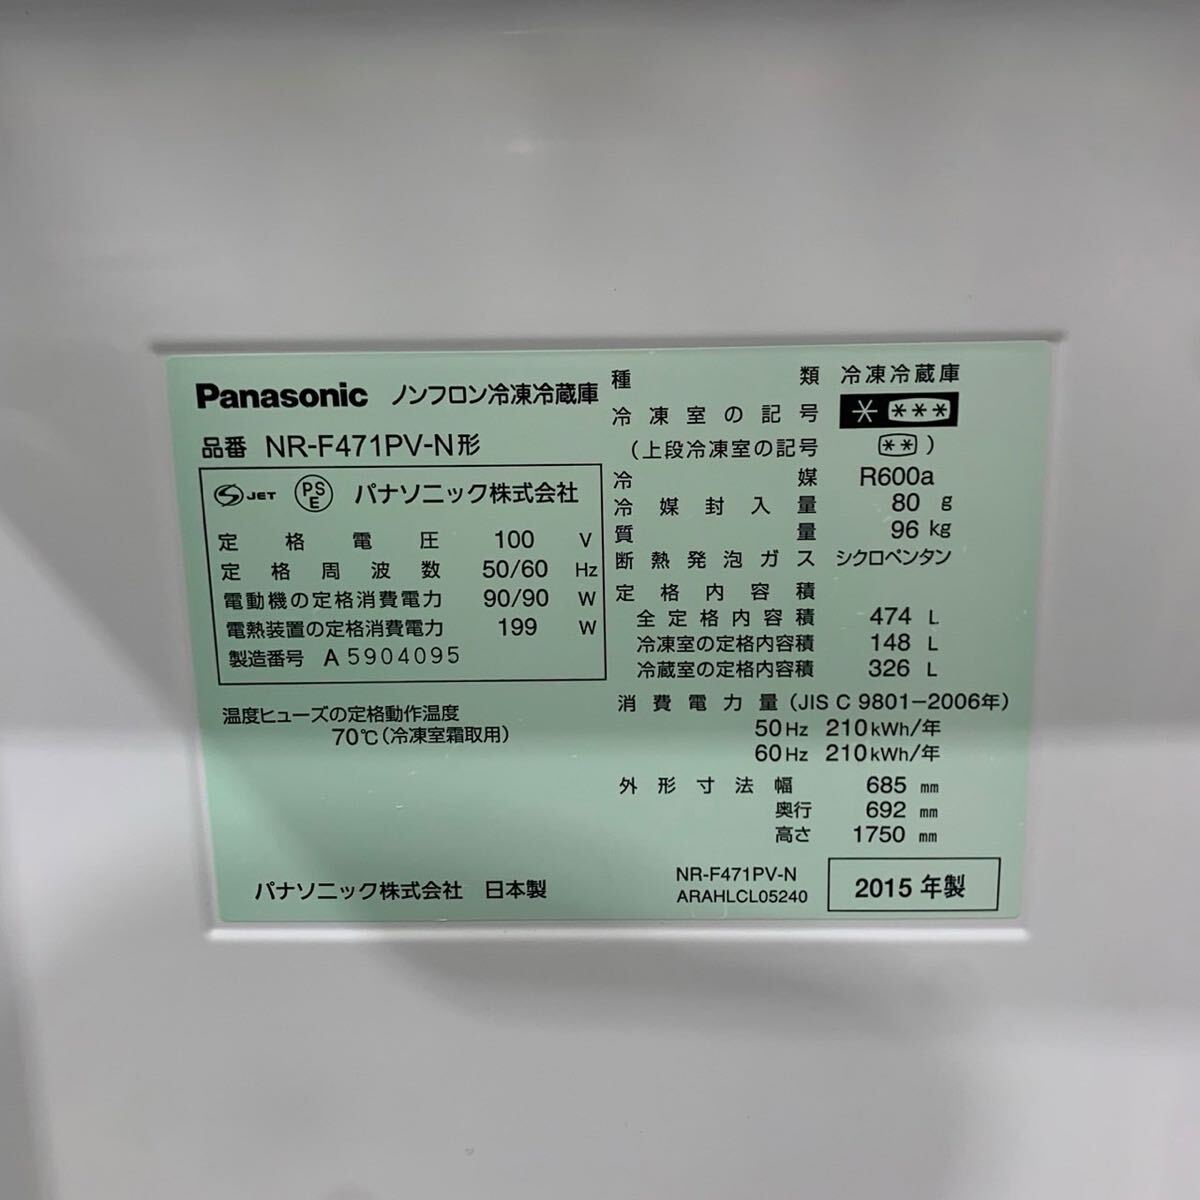 Panasonic ノンフロン冷凍冷蔵庫
品番 NR-F471PV-N形
JET PSE パナソニック株式会社
定格電圧 100 V
定格周波数 50/60 Hz
電動機の定格消費電力 90/90 W
電熱装置の定格消費電力 199 W
製造番号 A 5904095
温度ヒューズの定格動作温度
70℃(冷凍室霜取用)
パナソニック株式会社 日本製
種類 冷凍冷蔵庫
冷凍室の記号 * ***
(上段冷凍室の記号 ** )
冷媒 R600a
冷媒封入量 80 g
質量 96 kg
断熱発泡ガス シクロペンタン
定格内容積
全定格内容積 474 L
冷凍室の定格内容積 148 L
冷蔵室の定格内容積 326 L
消費電力量(JIS C 9801-2006年)
50Hz 210kWh/年
60Hz 210kWh/年
外形寸法幅 685 mm
奥行 692 mm
高さ 1750 mm
NR-F471PV-N
ARAHLCL05240
2015年製